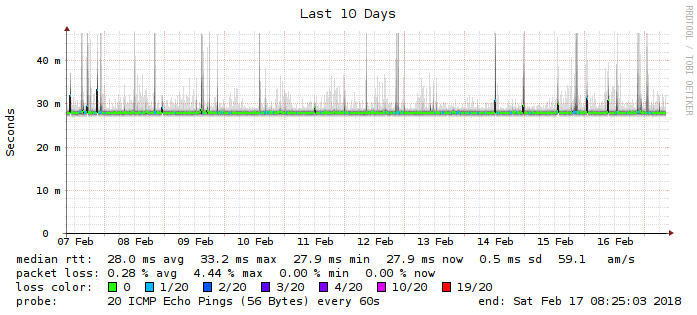 Last 10 Days
RRDTOOL / TOBI OETIKER
Seconds
40 m
30 m
20 m
10 m
0
07 Feb 08 Feb 09 Feb 10 Feb 11 Feb 12 Feb 13 Feb 14 Feb 15 Feb 16 Feb
median rtt: 28.0 ms avg 33.2 ms max 27.9 ms min 27.9 ms now 0.5 ms sd 59.1 am/s
packet loss: 0.28 % avg 4.44 % max 0.00 % min 0.00 % now
loss color: 0 1/20 2/20 3/20 4/20 10/20 19/20
probe: 20 ICMP Echo Pings (56 Bytes) every 60s end: Sat Feb 17 08:25:03 2018